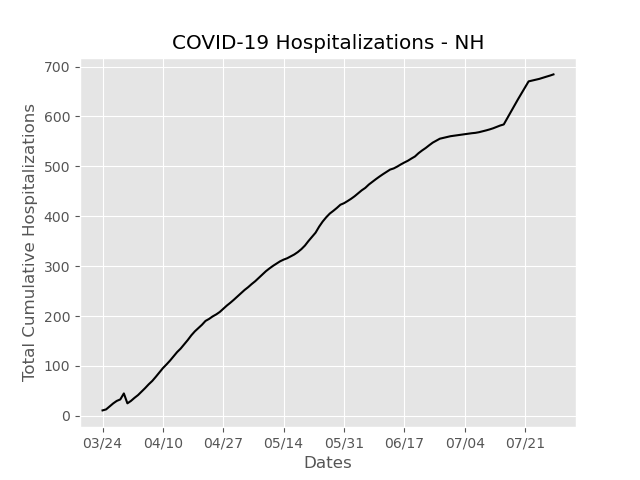 COVID-19 Hospitalizations - NH
Total Cumulative Hospitalizations
700
600
500
400
300
200
100
0
03/24 04/10 04/27 05/14 05/31 06/17 07/04 07/21
Dates